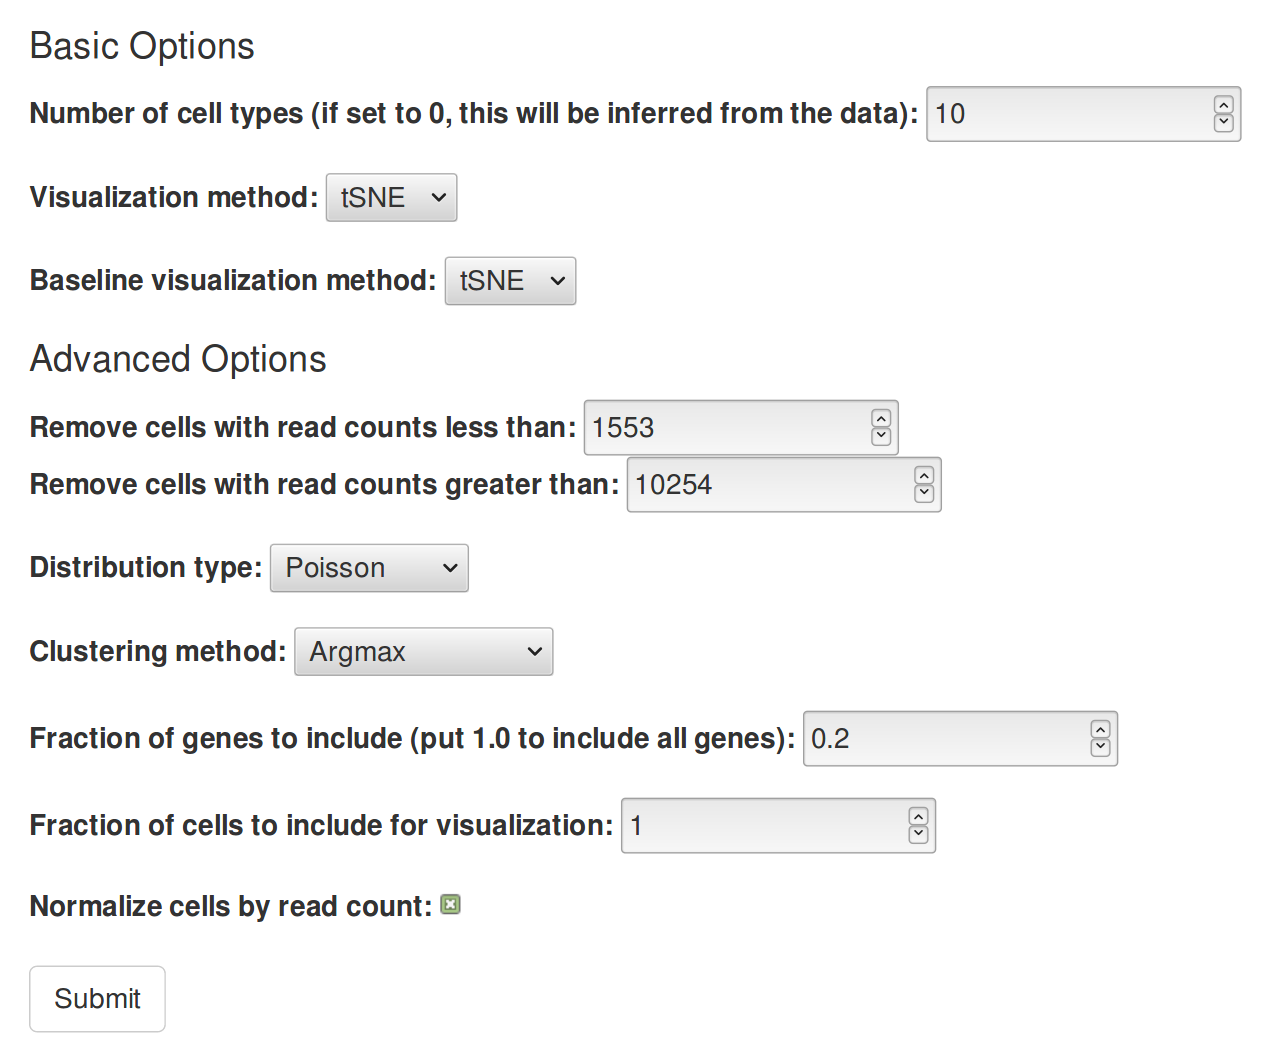 Basic Options
Number of cell types (if set to 0, this will be inferred from the data): 10
Visualization method: tSNE
Baseline visualization method: tSNE
Advanced Options
Remove cells with read counts less than: 1553
Remove cells with read counts greater than: 10254
Distribution type: Poisson
Clustering method: Argmax
Fraction of genes to include (put 1.0 to include all genes): 0.2
Fraction of cells to include for visualization: 1
Normalize cells by read count:
Submit